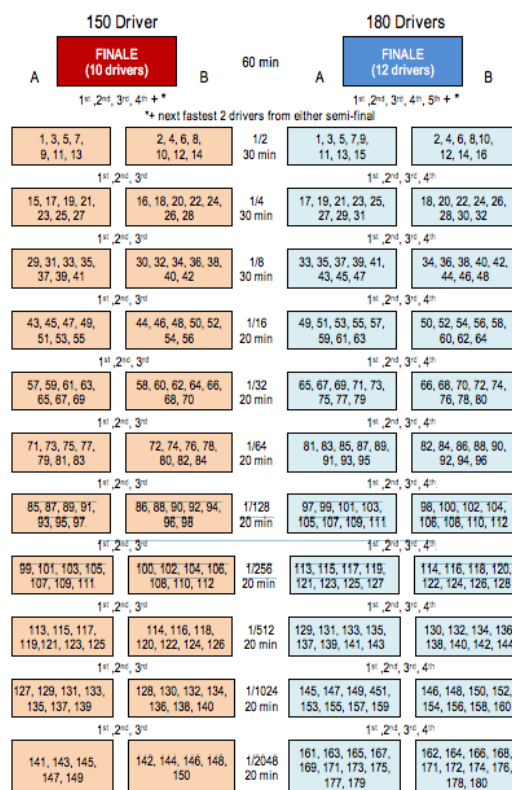 150 Driver 180 Drivers
FINALE
(10 drivers)
A B
60 min
FINALE
(12 drivers)
A B
1st ,2nd, 3rd, 4th + * 1st, 2nd, 3rd, 4th, 5th + *
*+ next fastest 2 drivers from either semi-final
1, 3, 5, 7,
9, 11, 13
2, 4, 6, 8,
10, 12, 14
1/2
30 min
1, 3, 5, 7,9,
11, 13, 15
2, 4, 6, 8,10,
12, 14, 16
1st ,2nd, 3rd 1st ,2nd, 3rd, 4th
15, 17, 19, 21,
23, 25, 27
16, 18, 20, 22, 24,
26, 28
1/4
30 min
17, 19, 21, 23, 25,
27, 29, 31
18, 20, 22, 24, 26,
28, 30, 32
1st ,2nd, 3rd 1st ,2nd, 3rd, 4th
29, 31, 33, 35,
37, 39, 41
30, 32, 34, 36, 38,
40, 42
1/8
30 min
33, 35, 37, 39, 41,
43, 45, 47
34, 36, 38, 40, 42,
44, 46, 48
1st ,2nd, 3rd 1st ,2nd, 3rd, 4th
43, 45, 47, 49,
51, 53, 55
44, 46, 48, 50, 52,
54, 56
1/16
20 min
49, 51, 53, 55, 57,
59, 61, 63
50, 52, 54, 56, 58,
60, 62, 64
1st ,2nd, 3rd 1st ,2nd, 3rd, 4th
57, 59, 61, 63,
65, 67, 69
58, 60, 62, 64, 66,
68, 70
1/32
20 min
65, 67, 69, 71, 73,
75, 77, 79
66, 68, 70, 72, 74,
76, 78, 80
1st ,2nd, 3rd 1st ,2nd, 3rd, 4th
71, 73, 75, 77,
79, 81, 83
72, 74, 76, 78,
80, 82, 84
1/64
20 min
81, 83, 85, 87, 89,
91, 93, 95
82, 84, 86, 88, 90,
92, 94, 96
1st ,2nd, 3rd 1st ,2nd, 3rd, 4th
85, 87, 89, 91,
93, 95, 97.
86, 88, 90, 92, 94,
96, 98
1/128
20 min
97, 99, 101, 103,
105, 107, 109, 111
98, 100, 102, 104,
106, 108, 110, 112
1st ,2nd, 3rd 1st ,2nd, 3rd, 4th
99, 101, 103, 105,
107, 109, 111.
100, 102, 104, 106,
108, 110, 112
1/256
20 min
113, 115, 117, 119,
121, 123, 125, 127
114, 116, 118, 120,
122, 124, 126, 128
1st ,2nd, 3rd 1st ,2nd, 3rd, 4th
113, 115, 117,
119,121, 123, 125
114, 116, 118,
120, 122, 124, 126
1/512
20 min
129, 131, 133, 135,
137, 139, 141, 143
130, 132, 134, 136
138, 140, 142, 144
1st ,2nd, 3rd 1st ,2nd, 3rd, 4th
127, 129, 131, 133,
135, 137, 139
128, 130, 132, 134,
136, 138, 140
1/1024
20 min
145, 147, 149, 451,
153, 155, 157, 159
146, 148, 150, 152,
154, 156, 158, 160
1st ,2nd, 3rd 1st ,2nd, 3rd, 4th
141, 143, 145,
147, 149
142, 144, 146, 148,
150
1/2048
20 min
161, 163, 165, 167,
169, 171, 173, 175,
177, 179
162, 164, 166, 168,
171, 172, 174, 176,
178, 180